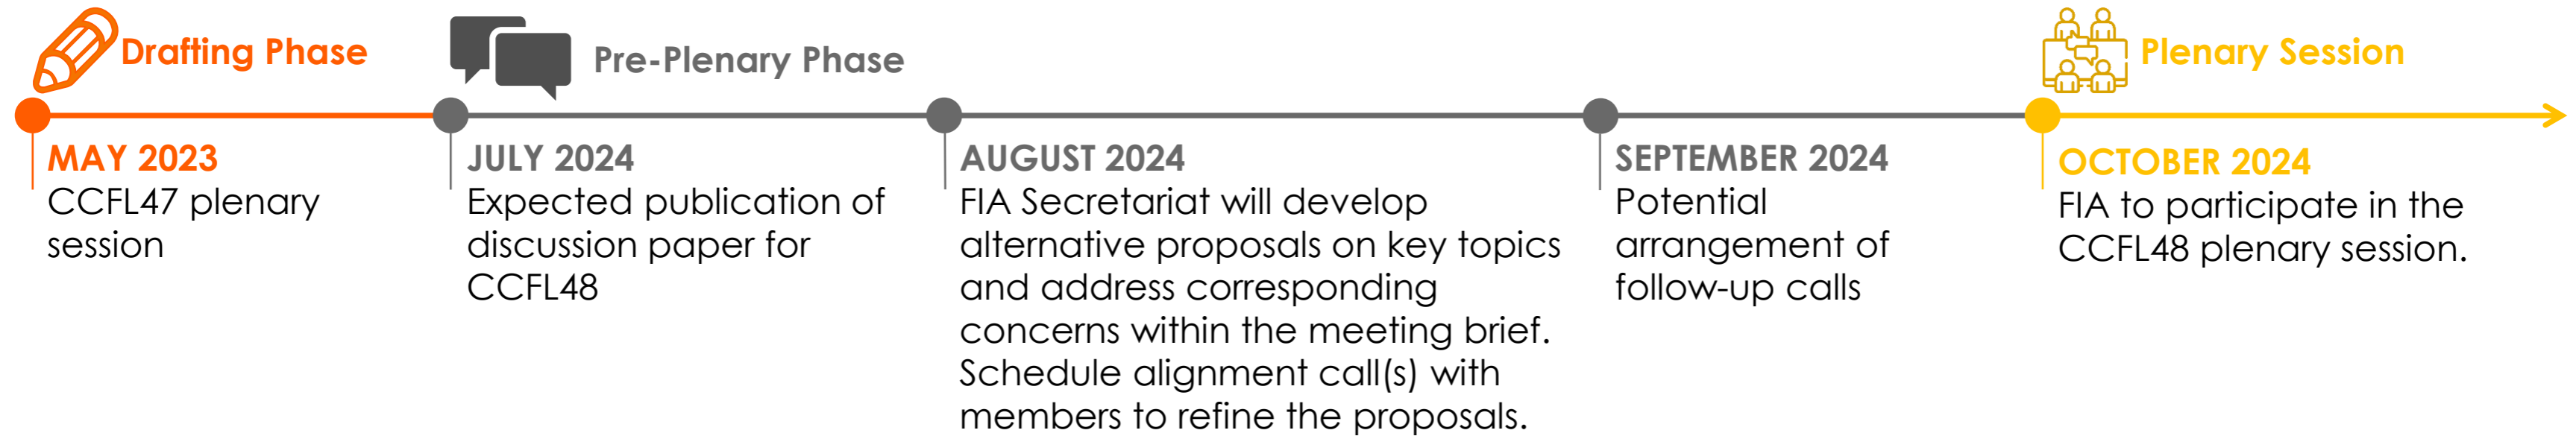 Drafting Phase
Pre-Plenary Phase
Plenary Session
MAY 2023
CCFL47 plenary
session
JULY 2024
Expected publication of
discussion paper for
CCFL48
AUGUST 2024
FIA Secretariat will develop
alternative proposals on key topics
and address corresponding
concerns within the meeting brief.
Schedule alignment call(s) with
members to refine the proposals.
SEPTEMBER 2024
Potential
arrangement of
follow-up calls
OCTOBER 2024
FIA to participate in the
CCFL48 plenary session.